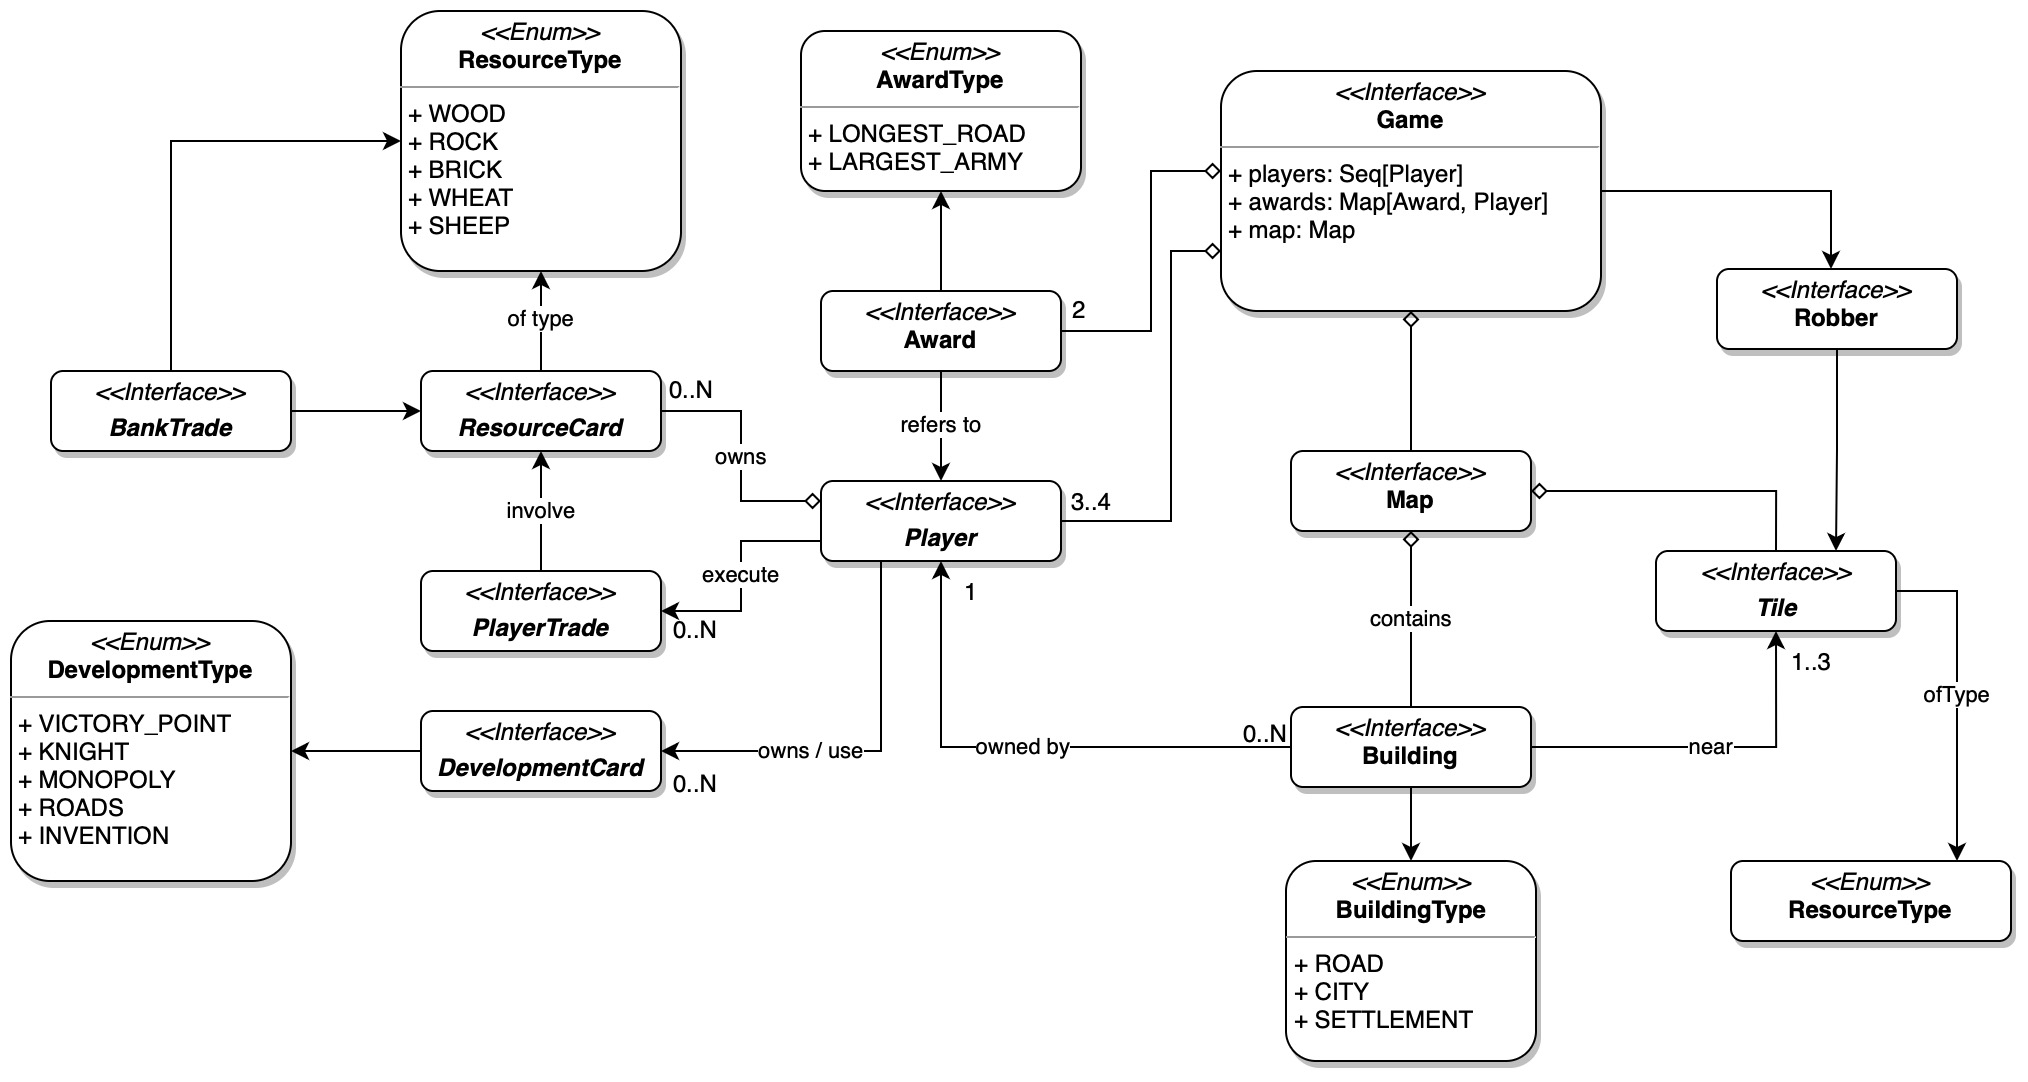 <<Enum>>
ResourceType
+ WOOD
+ ROCK
+ BRICK
+ WHEAT
+ SHEEP
<<Enum>>
AwardType
+ LONGEST_ROAD
+ LARGEST_ARMY
<<Interface>>
Game
+ players: Seq[Player]
+ awards: Map[Award, Player]
+ map: Map
<<Interface>>
Robber
of type
<<Interface>>
Award
2
<<Interface>>
BankTrade
<<Interface>>
ResourceCard
0..N
owns
refers to
<<Interface>>
Player
3..4
1
<<Interface>>
Map
involve
execute
<<Interface>>
PlayerTrade
0..N
<<Interface>>
Tile
1..3
contains
ofType
<<Enum>>
DevelopmentType
+ VICTORY_POINT
+ KNIGHT
+ MONOPOLY
+ ROADS
+ INVENTION
<<Interface>>
DevelopmentCard
0..N
owns / use
owned by
0..N
<<Interface>>
Building
near
<<Enum>>
BuildingType
+ ROAD
+ CITY
+ SETTLEMENT
<<Enum>>
ResourceType